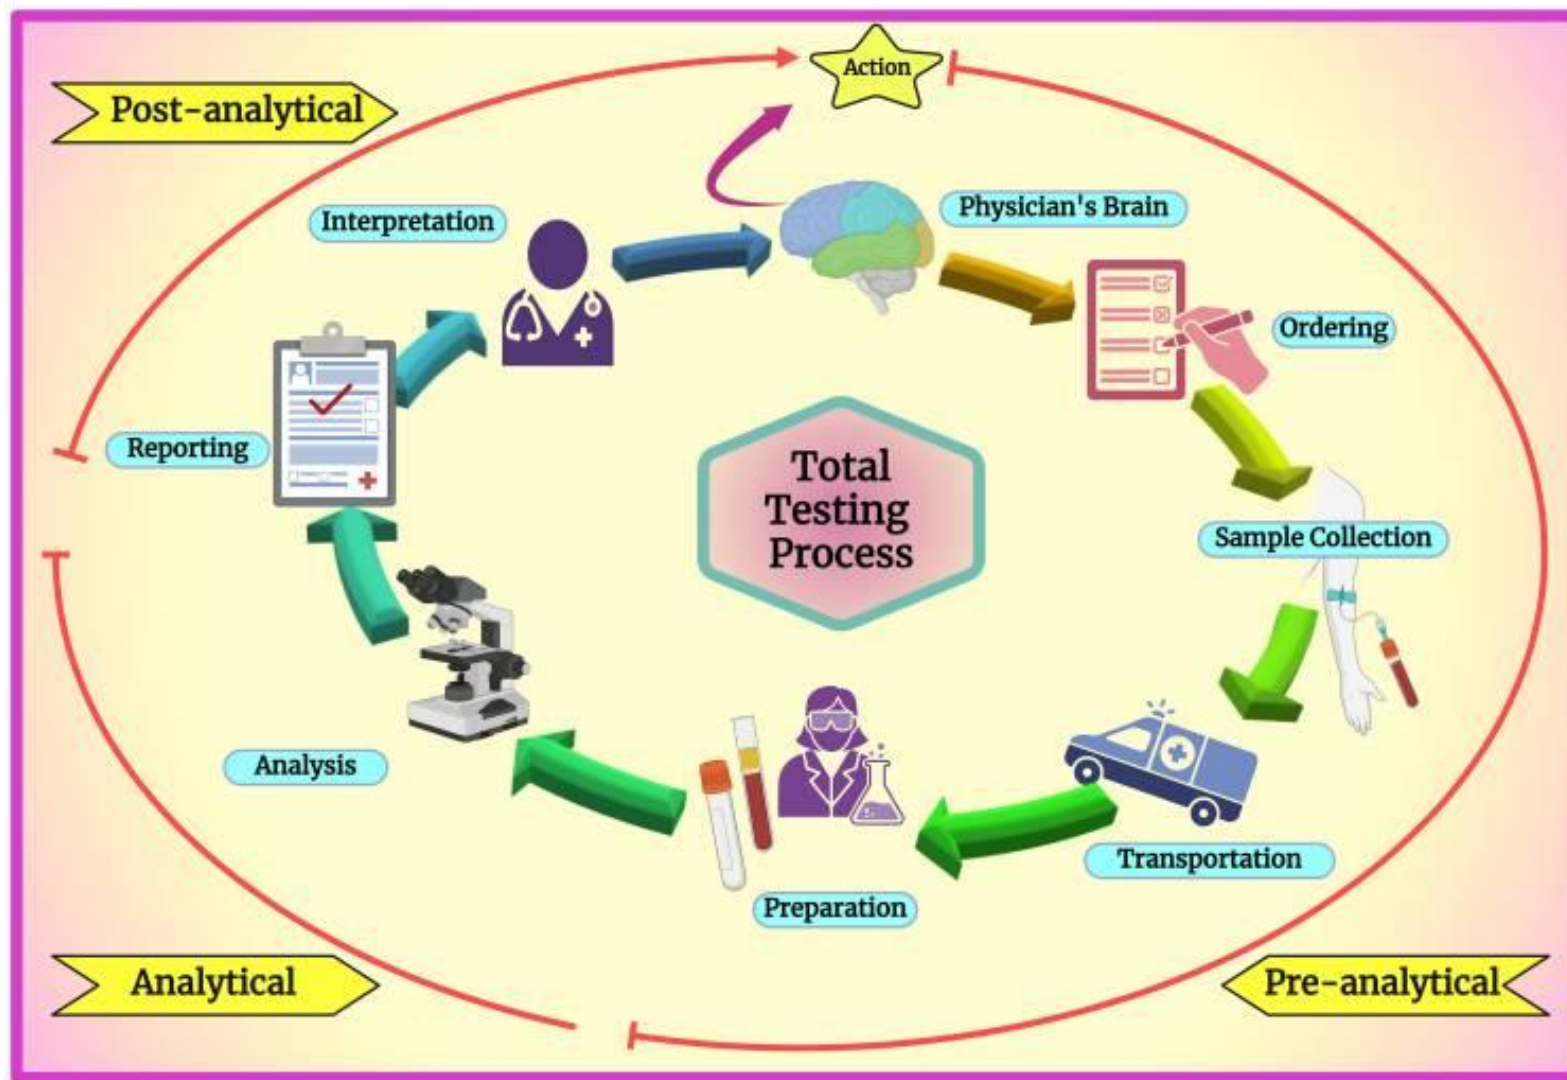 Action
Post-analytical
Interpretation
Physician's Brain
Ordering
Reporting
Total
Testing
Process
Sample Collection
Analysis
Transportation
Preparation
Analytical
Pre-analytical